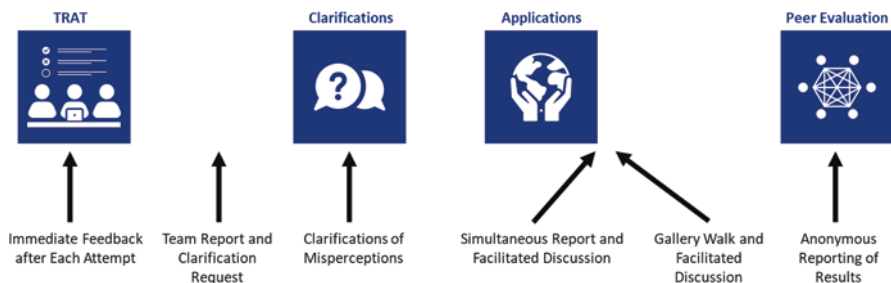 TRAT
Clarifications
Applications
Peer Evaluation
?
Immediate Feedback
after Each Attempt
Team Report and
Clarification
Request
Clarifications of
Misperceptions
Simultaneous Report and
Facilitated Discussion
Gallery Walk and
Facilitated
Discussion
Anonymous
Reporting of
Results